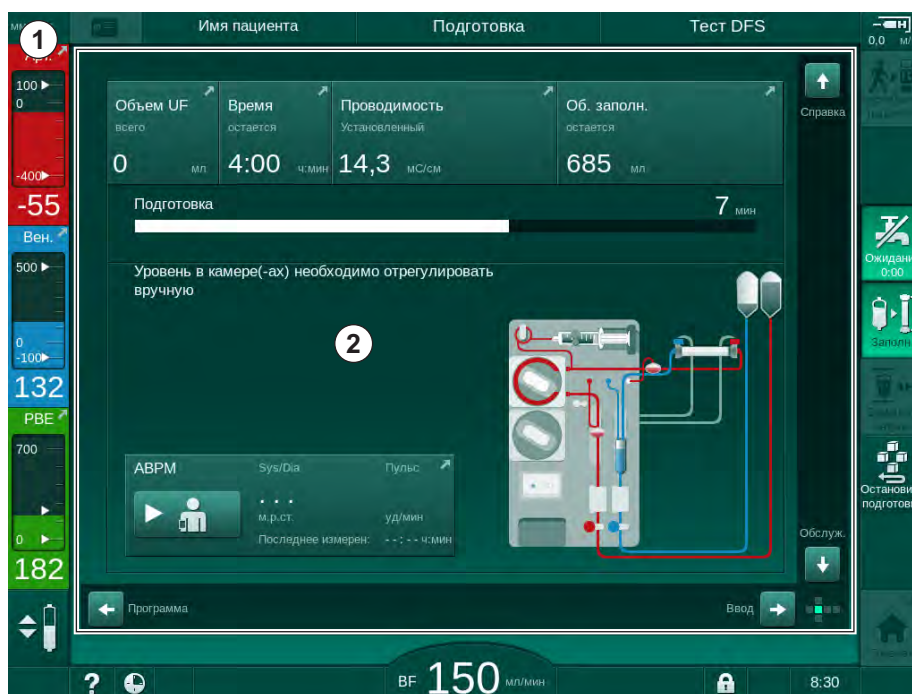 Имя пациента
Подготовка
Тест DFS
1
0,0 м/
100
0
-400
-55
Вен.
500
0
-100
132
PBE
700
0
182
Объем UF
всего
0 мл
Время
остается
4:00 ч:мин
Проводимость
Установленный
14,3 мС/см
Об. заполн.
остается
685 мл
Подготовка
7 мин
Уровень в камере(-ах) необходимо отрегулировать
вручную
2
ABPM
Sys/Dia
Пульс
. . .
м.р.ст.
уд/мин
Последнее измерен: --:-- ч:мин
Справка
Обслуж.
Программа
Ввод
Ожидани
0:00
Заполн
Останови
подготов
?
BF 150 мл/мин
8:30